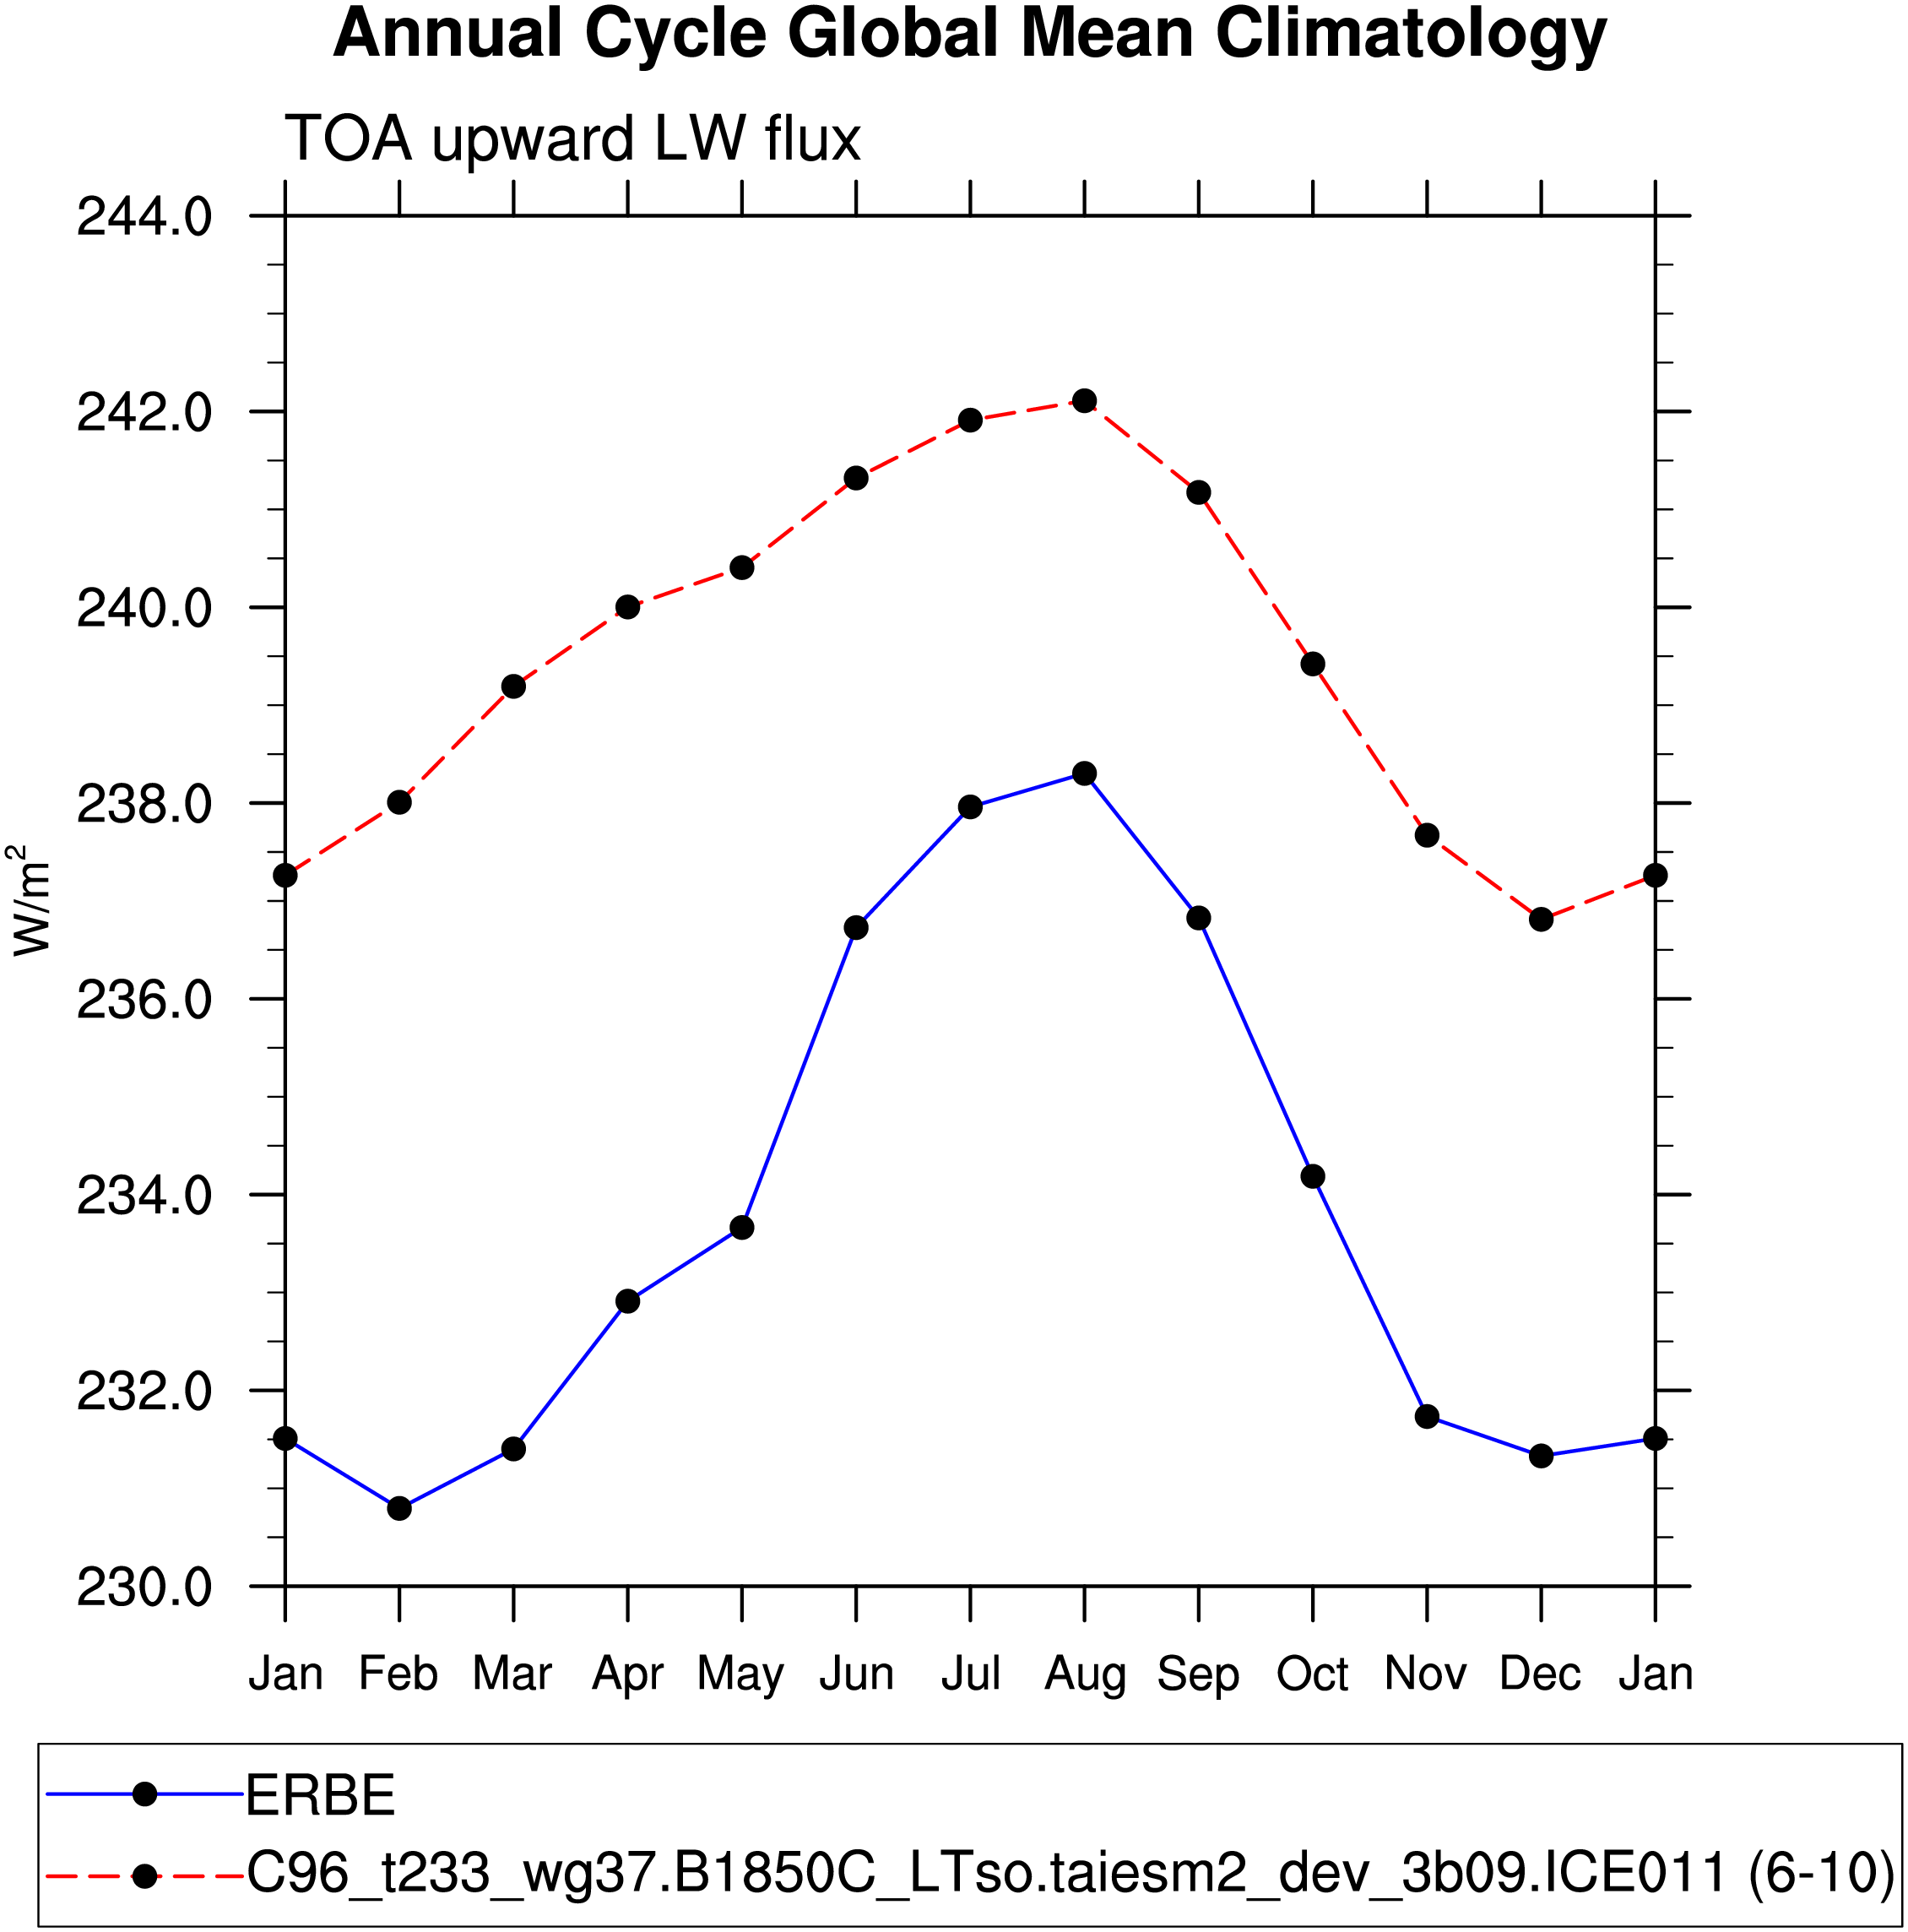 Annual Cycle Global Mean Climatology
TOA upward LW flux
244.0
242.0
240.0
238.0
236.0
234.0
232.0
230.0
W/m²
Jan Feb Mar Apr May Jun Jul Aug Sep Oct Nov Dec Jan
ERBE
C96_t233_wg37.B1850C_LTso.taiesm2_dev_3b09.ICE011 (6-10)